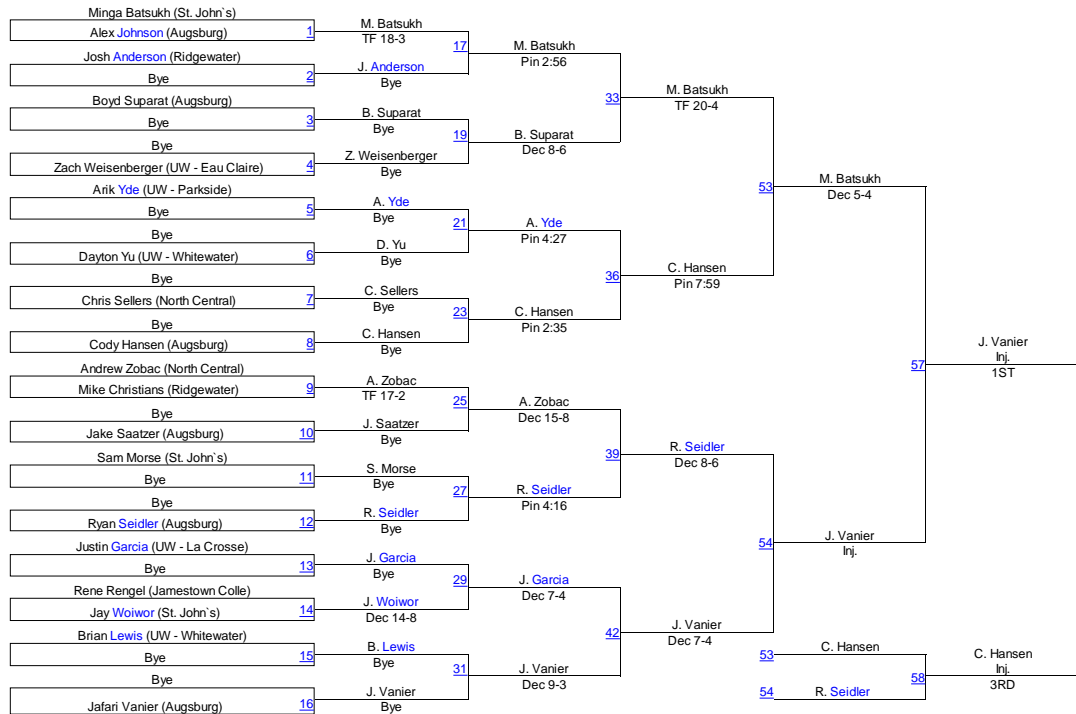 Minga Batsukh (St. John`s)
Alex Johnson (Augsburg) 1
Josh Anderson (Ridgewater)
Bye 2
Boyd Suparat (Augsburg)
Bye 3
Bye
Zach Weisenberger (UW - Eau Claire) 4
Arik Yde (UW - Parkside)
Bye 5
Bye
Dayton Yu (UW - Whitewater) 6
Bye
Chris Sellers (North Central) 7
Bye
Cody Hansen (Augsburg) 8
Andrew Zobac (North Central)
Mike Christians (Ridgewater) 9
Bye
Jake Saatzer (Augsburg) 10
Sam Morse (St. John`s)
Bye 11
Bye
Ryan Seidler (Augsburg) 12
Justin Garcia (UW - La Crosse)
Bye 13
Rene Rengel (Jamestown Colle)
Jay Woiwor (St. John`s) 14
Brian Lewis (UW - Whitewater)
Bye 15
Bye
Jafari Vanier (Augsburg) 16
M. Batsukh
TF 18-3
17
J. Anderson
Bye
B. Suparat
Bye
19
Z. Weisenberger
Bye
A. Yde
Bye
21
D. Yu
Bye
C. Sellers
Bye
23
C. Hansen
Bye
A. Zobac
TF 17-2
25
J. Saatzer
Bye
S. Morse
Bye
27
R. Seidler
Bye
J. Garcia
Bye
29
J. Woiwor
Dec 14-8
B. Lewis
Bye
31
J. Vanier
Bye
M. Batsukh
Pin 2:56
33
B. Suparat
Dec 8-6
A. Yde
Pin 4:27
36
C. Hansen
Pin 2:35
A. Zobac
Dec 15-8
39
R. Seidler
Pin 4:16
J. Garcia
Dec 7-4
42
J. Vanier
Dec 9-3
M. Batsukh
TF 20-4
53
C. Hansen
Pin 7:59
R. Seidler
Dec 8-6
54
J. Vanier
Dec 7-4
M. Batsukh
Dec 5-4
57
J. Vanier
Inj.
J. Vanier
Inj.
1ST
53
C. Hansen
58
54
R. Seidler
C. Hansen
Inj.
3RD